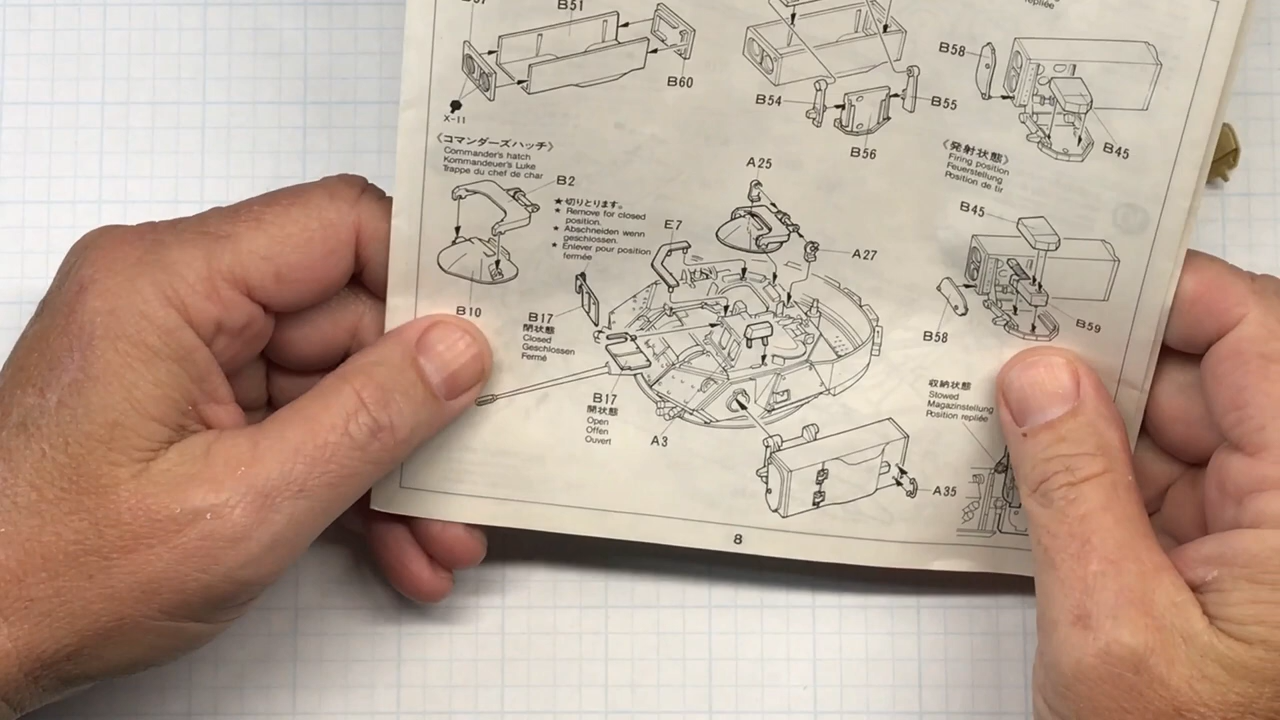 B51
B60
X-11
《コマンダーズハッチ》
Commander's hatch
Kommandeuer's Luke
Trappe du chef de char
B2
★切りとります。
★ Remove for closed
position.
★ Abschneiden wenn
geschlossen.
★ Enlever pour position
fermée
B10
B17
閉状態
Closed
Geschlossen
Fermé
B17
開状態
Open
Offen
Ouvert
E7
A25
A27
A3
A35
B54
B55
B56
repliée
B58
B45
《発射状態》
Firing position
Feuerstellung
Position de tir
B45
B58
B59
収納状態
Stowed
Magazinstellung
Position repliée
8